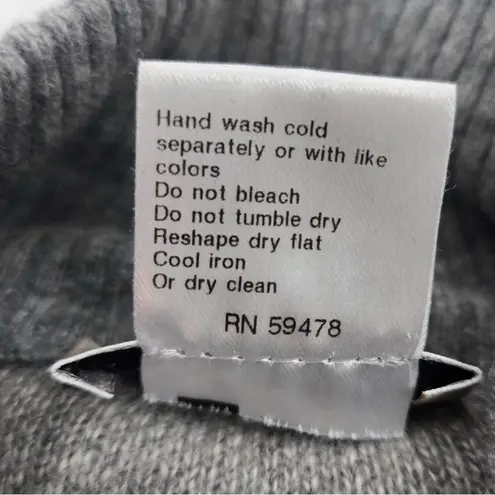 Hand wash cold
separately or with like
colors
Do not bleach
Do not tumble dry
Reshape dry flat
Cool iron
Or dry clean
RN 59478